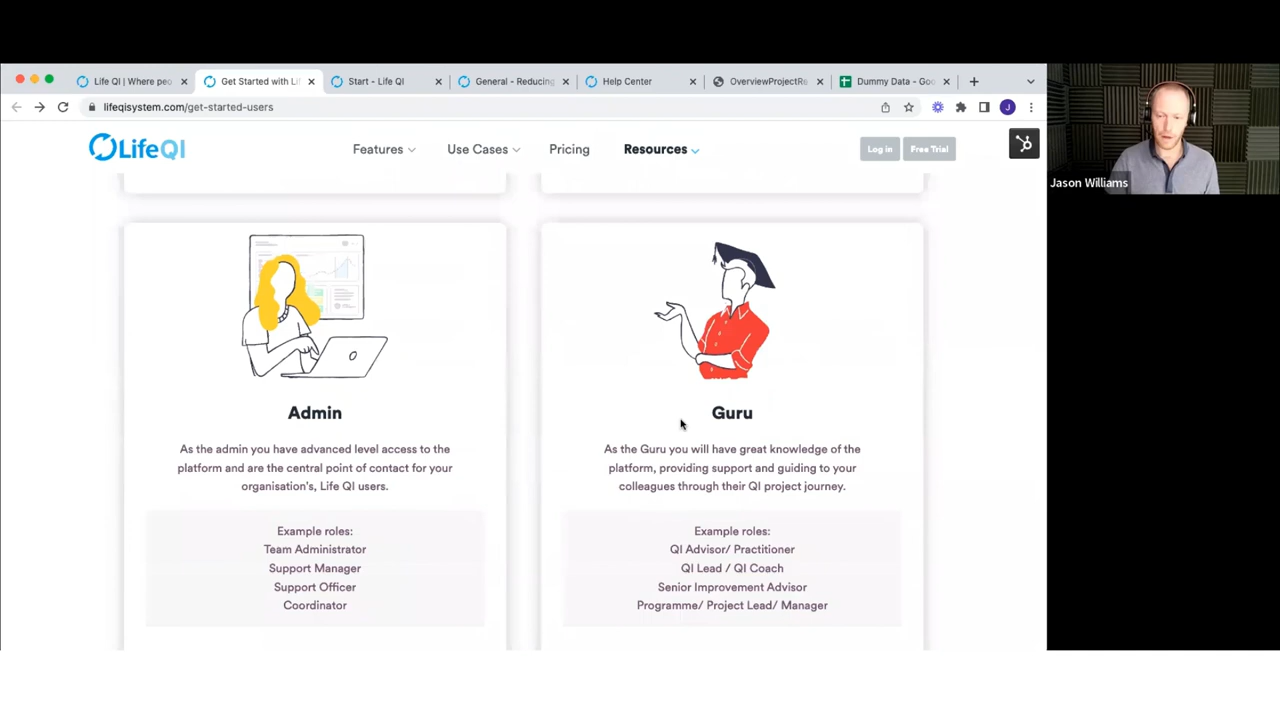 Life QI | Where peo
Get Started with Lif
Start - Life QI
General - Reducing
Help Center
OverviewProjectRe
Dummy Data - Goo
lifeqisystem.com/get-started-users
J
LifeQI
Features
Use Cases
Pricing
Resources
Log in
Free Trial
Jason Williams
Admin
As the admin you have advanced level access to the
platform and are the central point of contact for your
organisation's, Life QI users.
Example roles:
Team Administrator
Support Manager
Support Officer
Coordinator
Guru
As the Guru you will have great knowledge of the
platform, providing support and guiding to your
colleagues through their QI project journey.
Example roles:
QI Advisor/ Practitioner
QI Lead / QI Coach
Senior Improvement Advisor
Programme/ Project Lead/ Manager